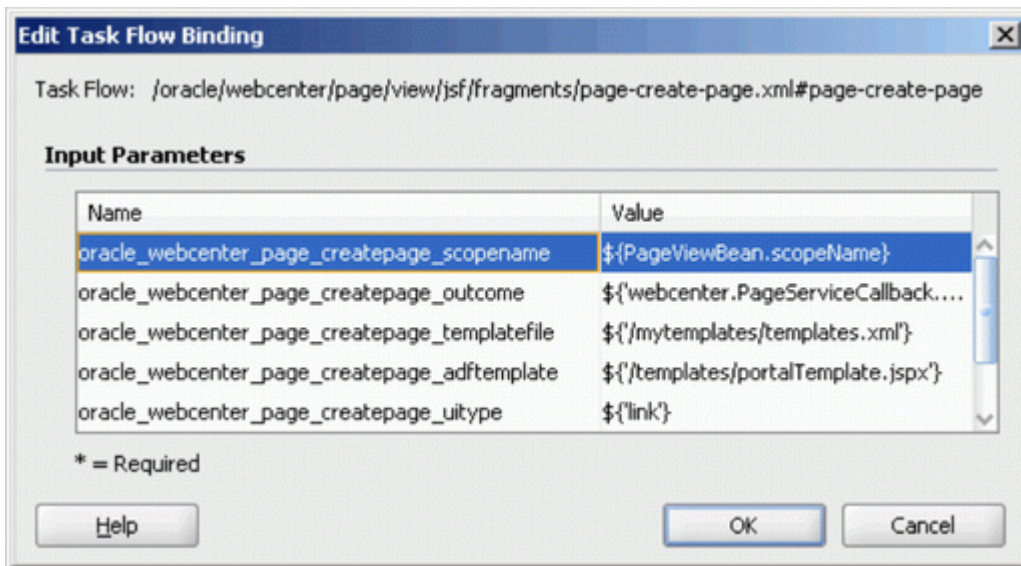 Edit Task Flow Binding
Task Flow: /oracle/webcenter/page/view/jsf/fragments/page-create-page.xml#page-create-page
Input Parameters
Name Value
oracle_webcenter_page_createpage_scopename ${PageViewBean.scopeName}
oracle_webcenter_page_createpage_outcome ${'webcenter.PageServiceCallback....
oracle_webcenter_page_createpage_templatefile ${'/mytemplates/templates.xml'}
oracle_webcenter_page_createpage_adftemplate ${'/templates/portalTemplate.jspx'}
oracle_webcenter_page_createpage_uitype ${'link'}
* = Required
Help OK Cancel